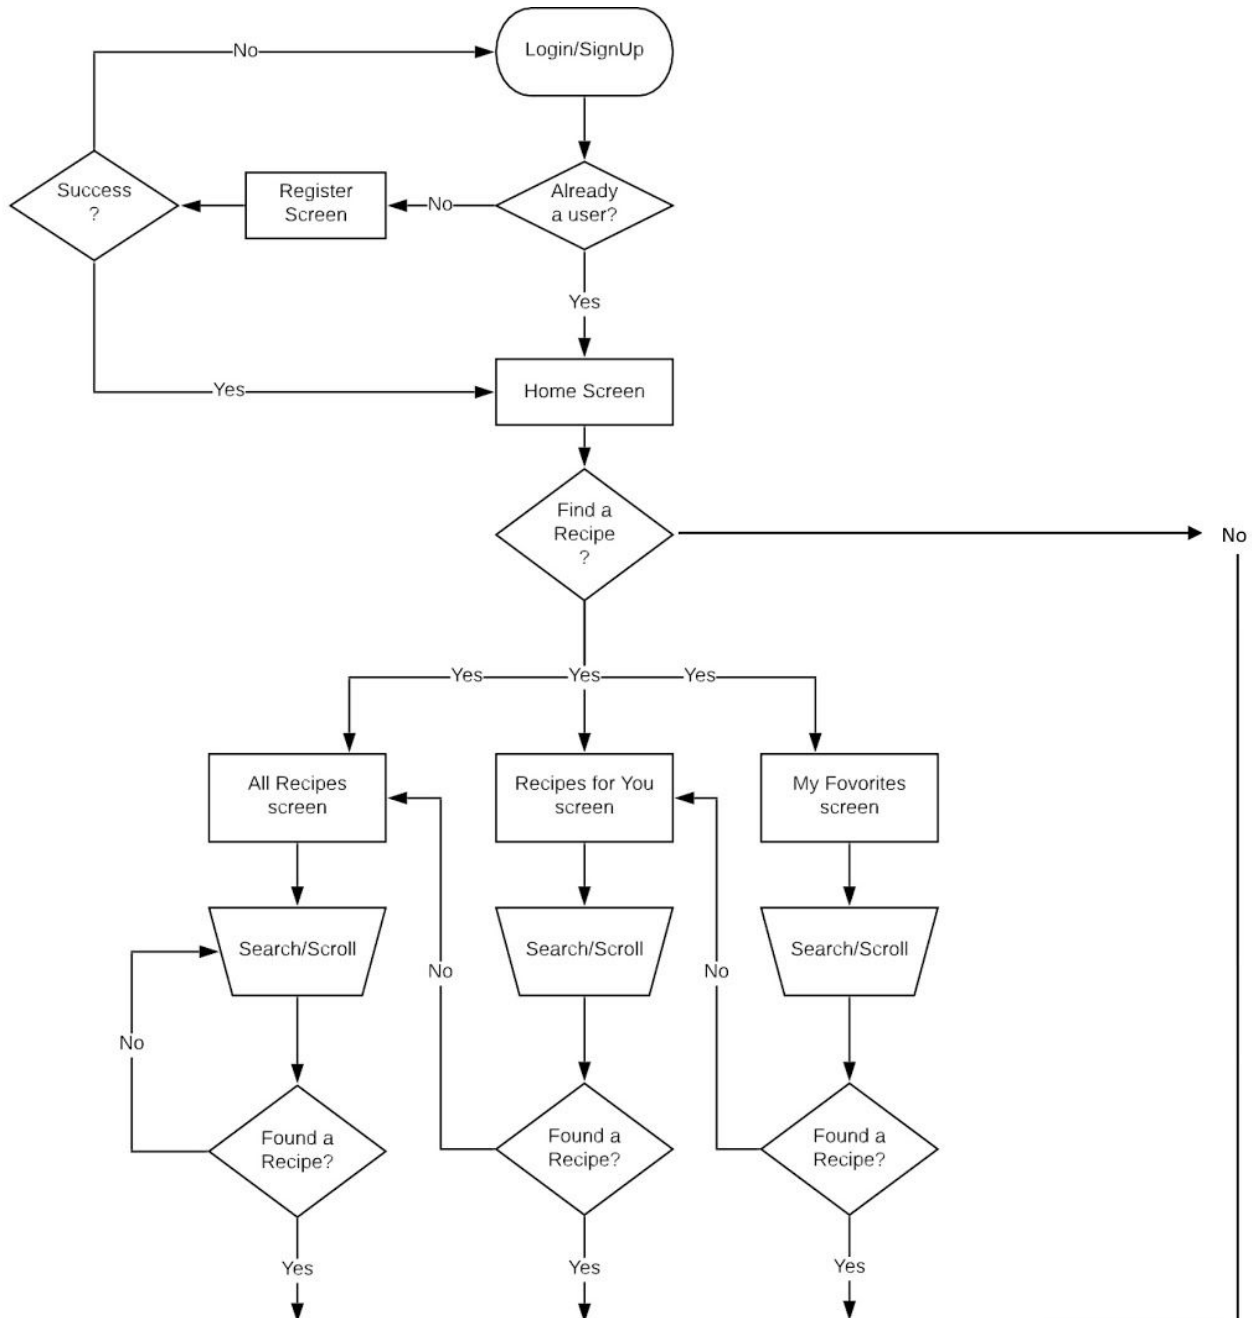 No
Login/SignUp
Success
?
Register
Screen
No
Already
a user?
Yes
Yes
Home Screen
Find a
Recipe
?
No
Yes
Yes
Yes
All Recipes
screen
Recipes for You
screen
My Fovorites
screen
Search/Scroll
Search/Scroll
Search/Scroll
No
No
No
Found a
Recipe?
Found a
Recipe?
Found a
Recipe?
Yes
Yes
Yes